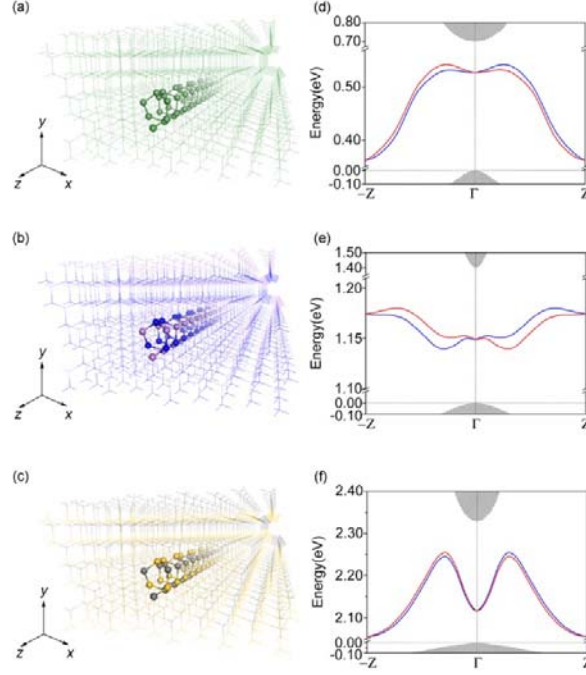 (a)
y
z
x
(d)
Energy(eV)
0.80
0.70
0.50
0.40
0.00
-0.10
-Z
Γ
Z
(b)
y
z
x
(e)
Energy(eV)
1.50
1.40
1.20
1.15
1.10
0.00
-0.10
-Z
Γ
Z
(c)
y
z
x
(f)
Energy(eV)
2.40
2.30
2.20
2.10
0.00
-0.10
-Z
Γ
Z